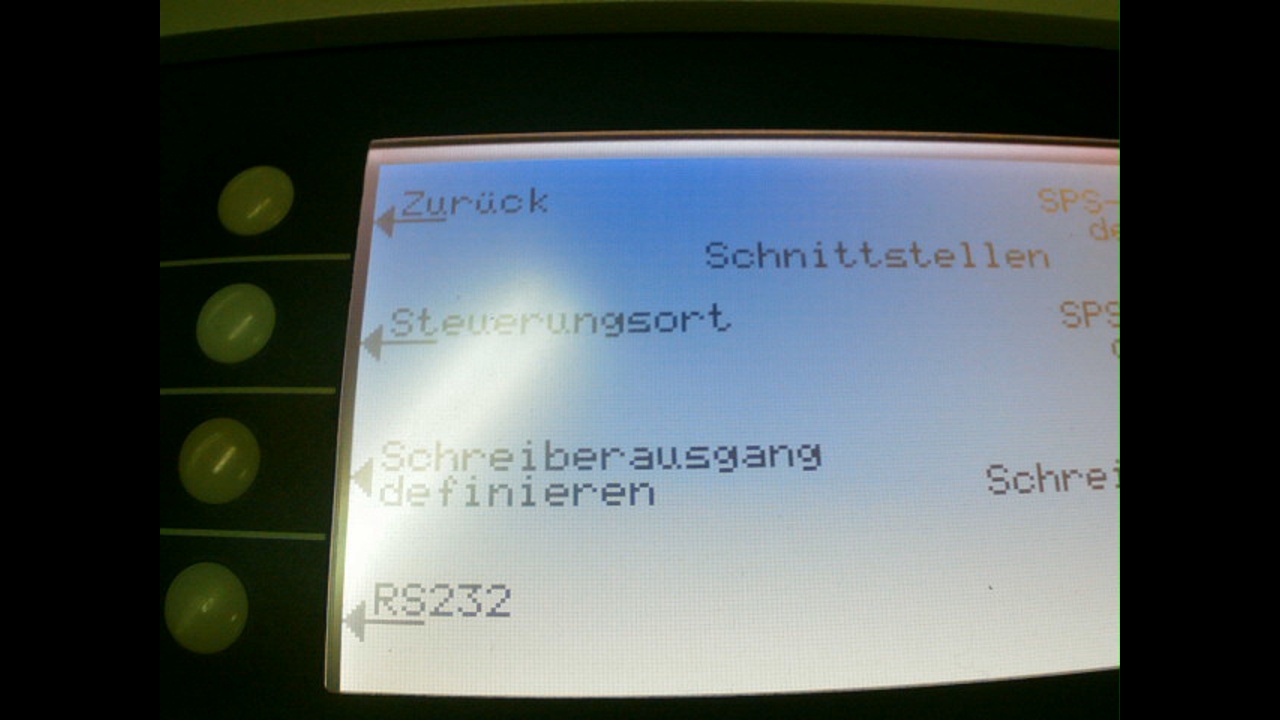 Zurück
SPS-
Schnittstellen
Steuerungsort
SPS
Schreiberausgang
definieren
Schrei
RS232